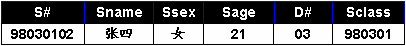 S# Sname Ssex Sage D# Sclass
98030102 张四 女 21 03 980301